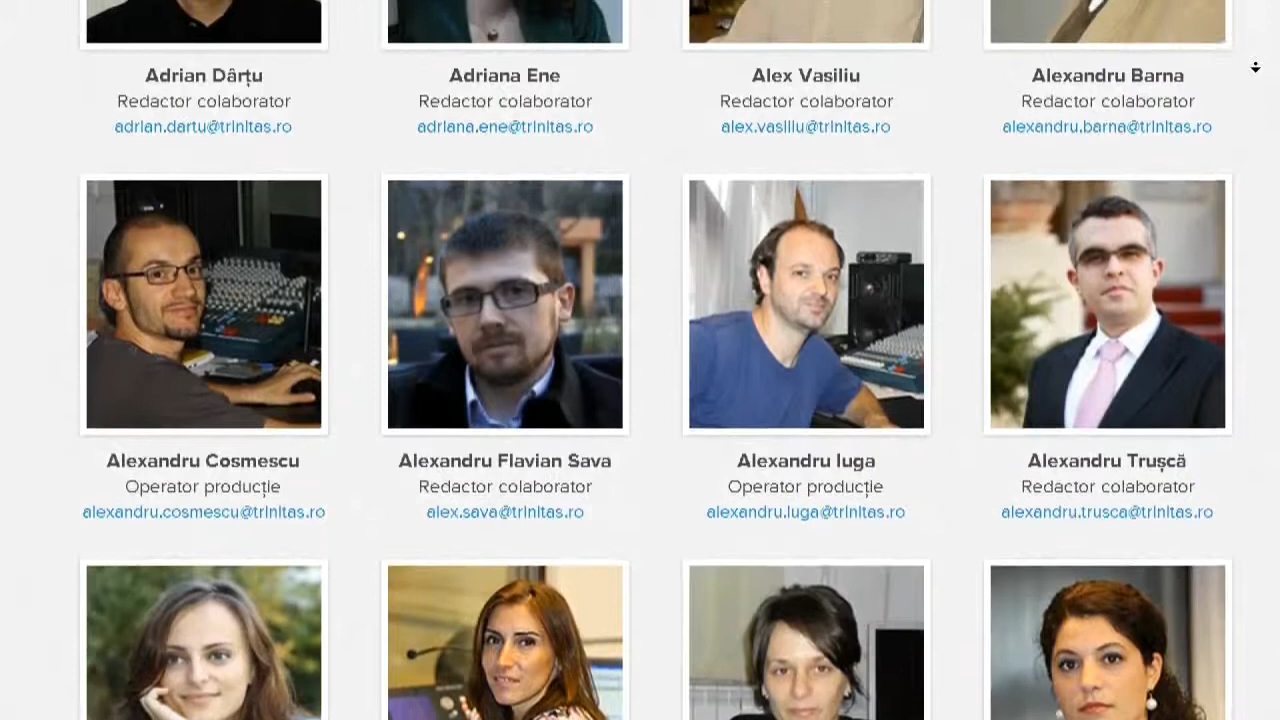 Adrian Dârțu
Redactor colaborator
adrian.dartu@trinitas.ro
Adriana Ene
Redactor colaborator
adriana.ene@trinitas.ro
Alex Vasiliu
Redactor colaborator
alex.vasiliu@trinitas.ro
Alexandru Barna
Redactor colaborator
alexandru.barna@trinitas.ro
Alexandru Cosmescu
Operator producție
alexandru.cosmescu@trinitas.ro
Alexandru Flavian Sava
Redactor colaborator
alex.sava@trinitas.ro
Alexandru Iuga
Operator producție
alexandru.iuga@trinitas.ro
Alexandru Trușcă
Redactor colaborator
alexandru.trusca@trinitas.ro